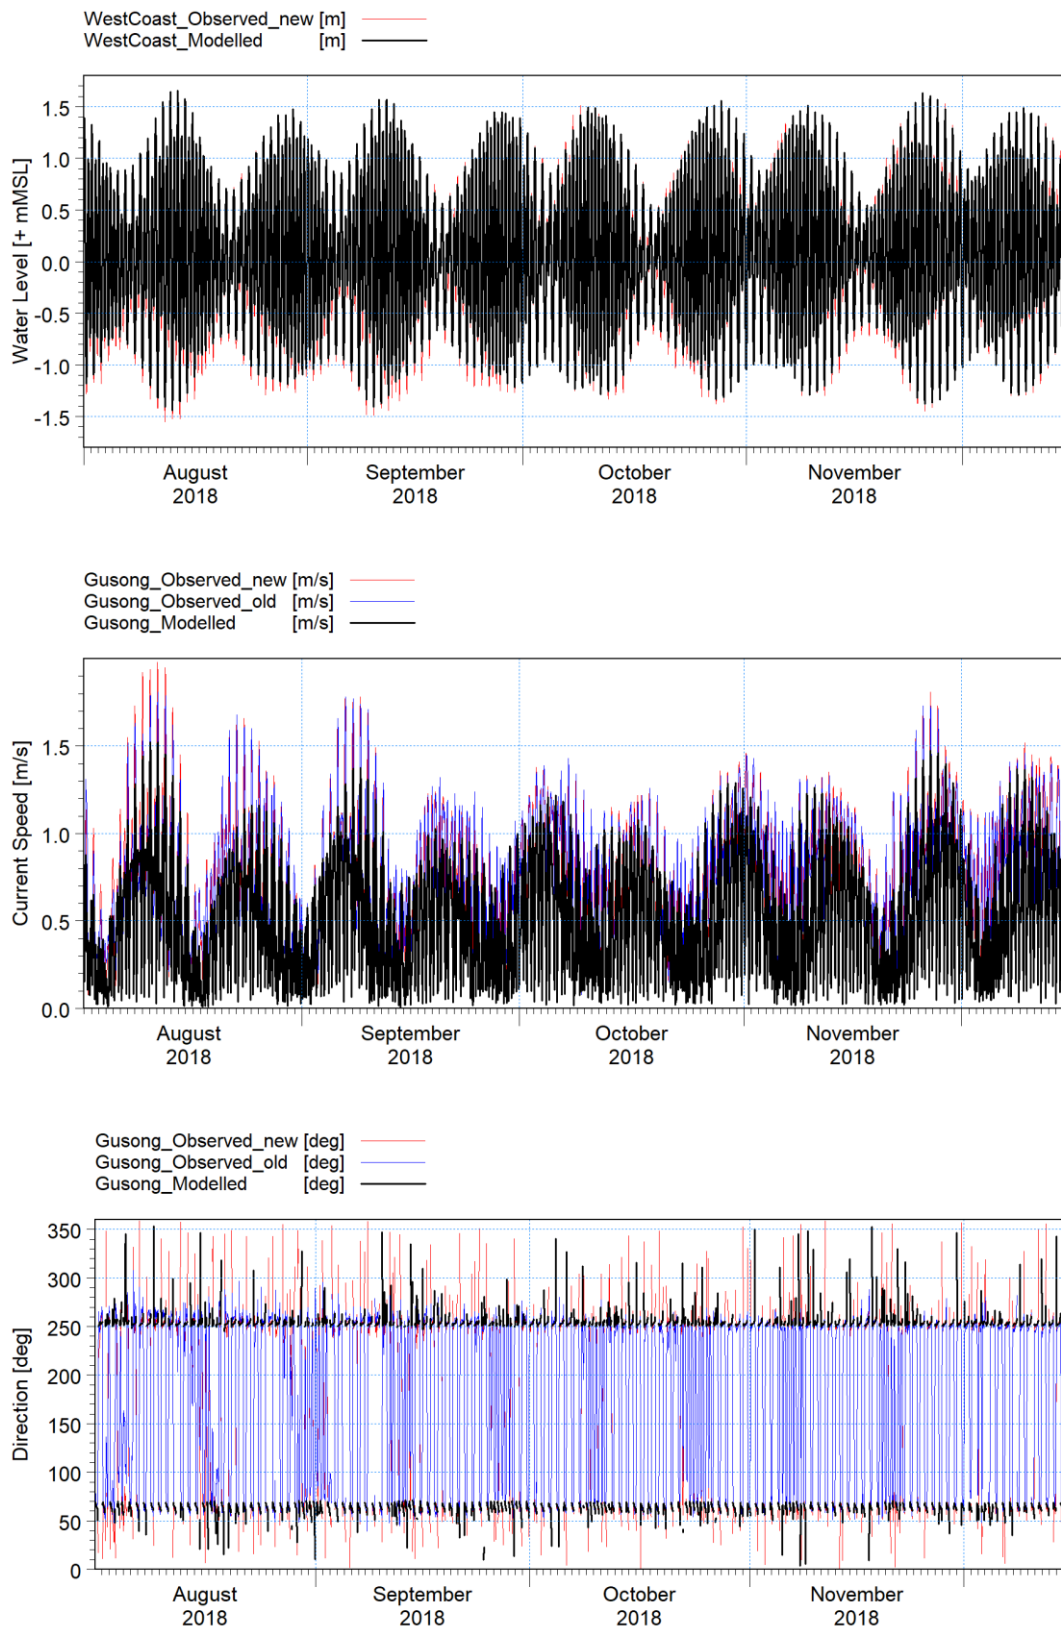 WestCoast_Observed_new [m]
WestCoast_Modelled [m]
Water Level [+ mMSL]
1.5
1.0
0.5
0.0
-0.5
-1.0
-1.5
August September October November
2018 2018 2018 2018
Gusong_Observed_new [m/s]
Gusong_Observed_old [m/s]
Gusong_Modelled [m/s]
Current Speed [m/s]
1.5
1.0
0.5
0.0
August September October November
2018 2018 2018 2018
Gusong_Observed_new [deg]
Gusong_Observed_old [deg]
Gusong_Modelled [deg]
Direction [deg]
350
300
250
200
150
100
50
0
August September October November
2018 2018 2018 2018